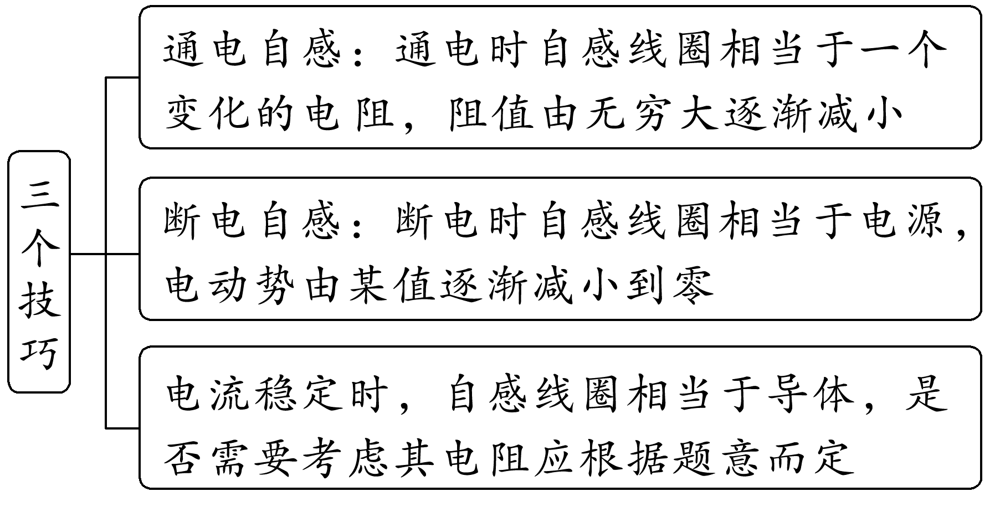 三个技巧
通电自感：通电时自感线圈相当于一个
变化的电阻，阻值由无穷大逐渐减小
断电自感：断电时自感线圈相当于电源，
电动势由某值逐渐减小到零
电流稳定时，自感线圈相当于导体，是
否需要考虑其电阻应根据题意而定